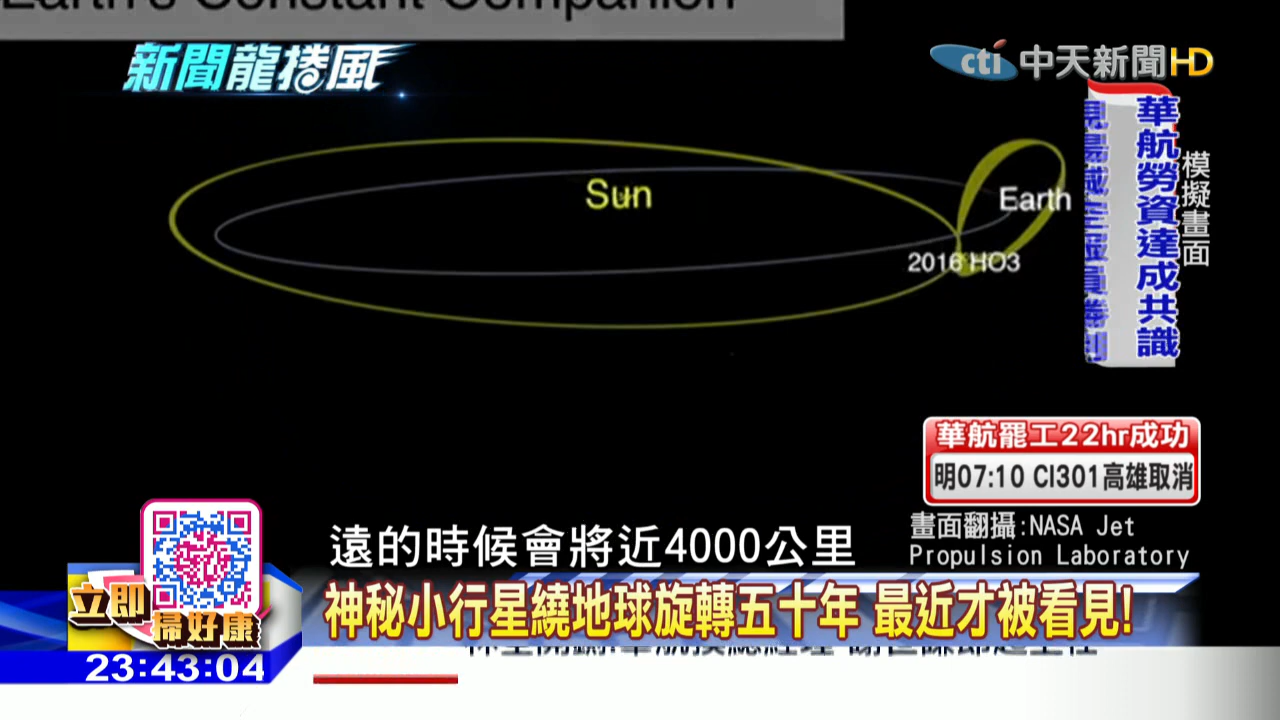 Earth's Constant Companion
新聞龍捲風
cti 中天新聞HD
模擬畫面
華航勞資達成共識
Sun
Earth
2016 HO3
華航罷工22hr成功
明07:10 CI301高雄取消
畫面翻攝:NASA Jet
Propulsion Laboratory
遠的時候會將近4000公里
神秘小行星繞地球旋轉五十年 最近才被看見!
立即
掃好康
23:43:04